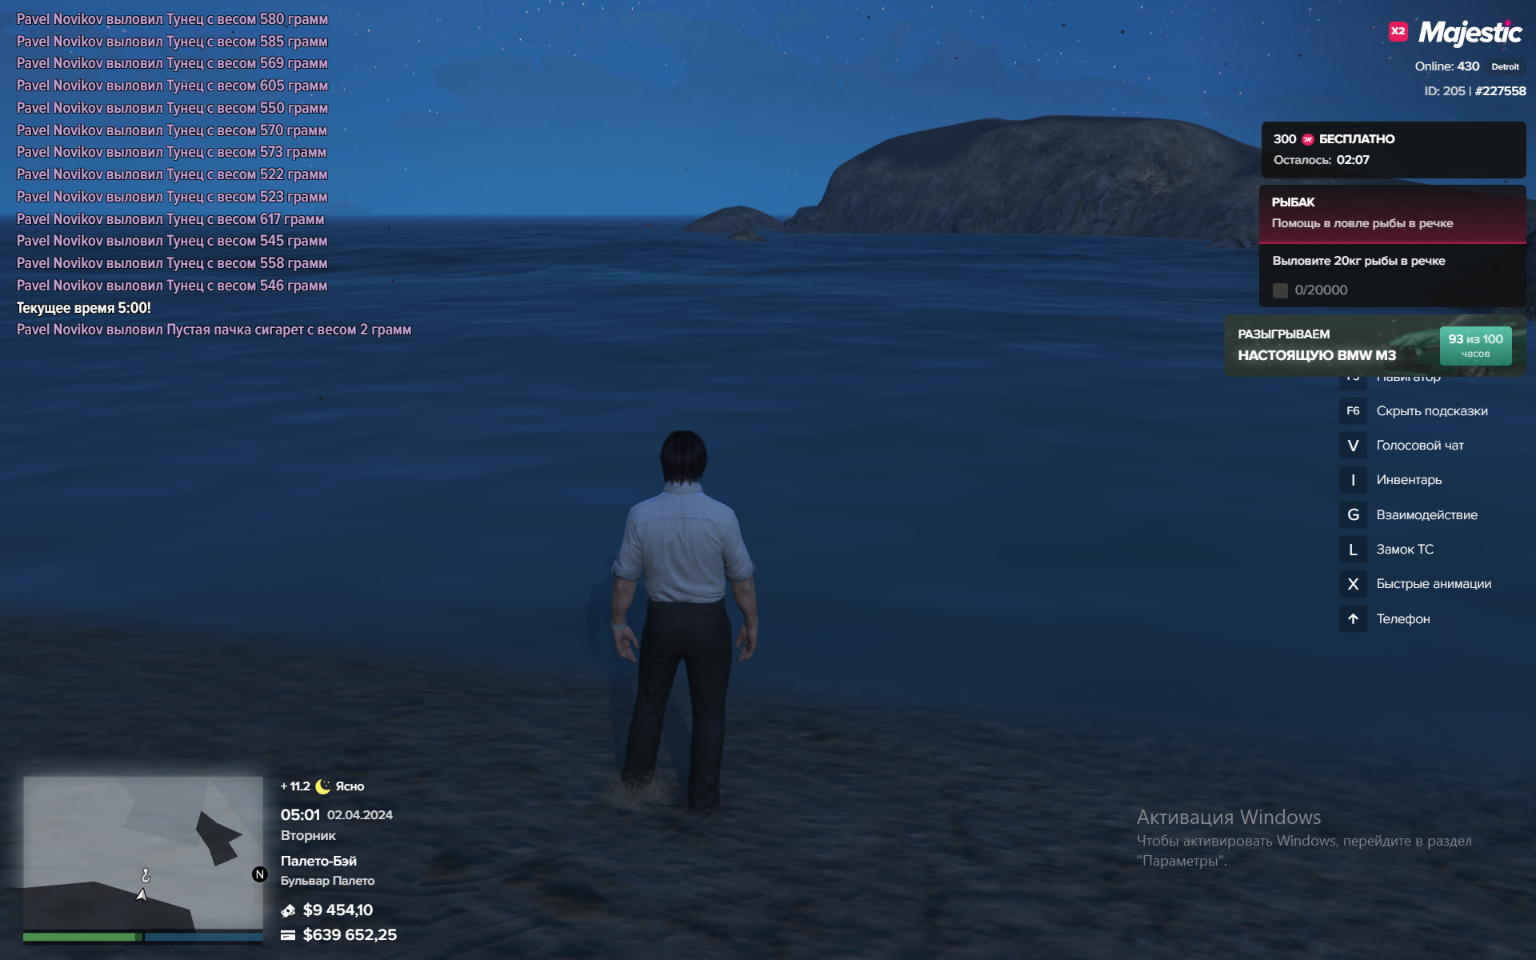 Pavel Novikov выловил Тунец с весом 580 грамм
Pavel Novikov выловил Тунец с весом 585 грамм
Pavel Novikov выловил Тунец с весом 569 грамм
Pavel Novikov выловил Тунец с весом 605 грамм
Pavel Novikov выловил Тунец с весом 550 грамм
Pavel Novikov выловил Тунец с весом 570 грамм
Pavel Novikov выловил Тунец с весом 573 грамм
Pavel Novikov выловил Тунец с весом 522 грамм
Pavel Novikov выловил Тунец с весом 523 грамм
Pavel Novikov выловил Тунец с весом 617 грамм
Pavel Novikov выловил Тунец с весом 545 грамм
Pavel Novikov выловил Тунец с весом 558 грамм
Pavel Novikov выловил Тунец с весом 546 грамм
Текущее время 5:00!
Pavel Novikov выловил Пустая пачка сигарет с весом 2 грамм
X2 Majestic
Online: 430 Detroit
ID: 205 | #227558
300 БЕСПЛАТНО
Осталось: 02:07
РЫБАК
Помощь в ловле рыбы в речке
Выловите 20кг рыбы в речке
0/20000
РАЗЫГРЫВАЕМ
НАСТОЯЩУЮ BMW M3
93 из 100
часов
Навигатор
F6 Скрыть подсказки
V Голосовой чат
I Инвентарь
G Взаимодействие
L Замок ТС
X Быстрые анимации
Телефон
+ 11.2 Ясно
05:01 02.04.2024
Вторник
Палето-Бэй
Бульвар Палето
$9 454,10
$639 652,25
N
Активация Windows
Чтобы активировать Windows, перейдите в раздел
"Параметры".